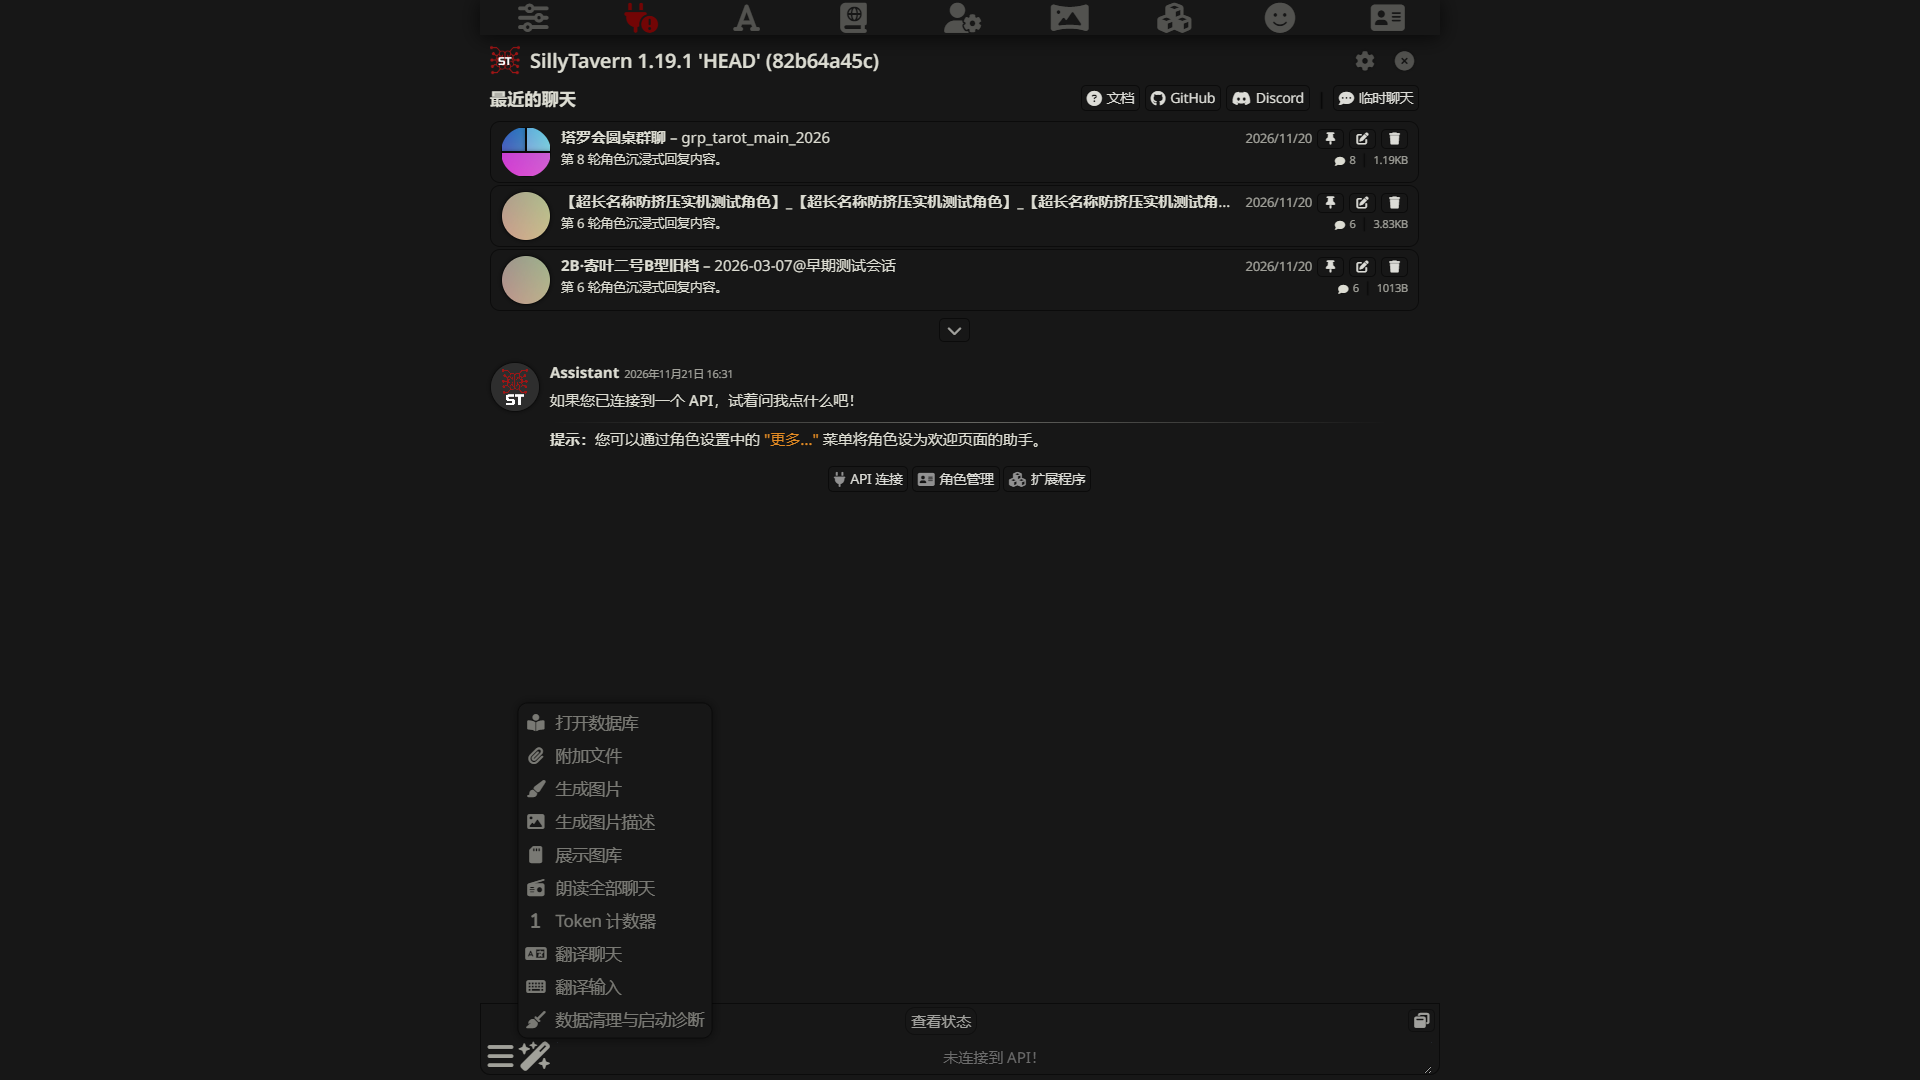 SillyTavern 1.19.1 'HEAD' (82b64a45c)
最近的聊天
文档
GitHub
Discord
临时聊天
塔罗会圆桌群聊 – grp_tarot_main_2026
2026/11/20
第 8 轮角色沉浸式回复内容。
8
1.19KB
【超长名称防挤压实机测试角色】_【超长名称防挤压实机测试角色】_【超长名称防挤压实机测试角...
2026/11/20
第 6 轮角色沉浸式回复内容。
6
3.83KB
2B·寄叶二号B型旧档 – 2026-03-07@早期测试会话
2026/11/20
第 6 轮角色沉浸式回复内容。
6
1013B
Assistant 2026年11月21日 16:31
ST
如果您已连接到一个 API，试着问我点什么吧！
提示：您可以通过角色设置中的 "更多..." 菜单将角色设为欢迎页面的助手。
API 连接
角色管理
扩展程序
打开数据库
附加文件
生成图片
生成图片描述
展示图库
朗读全部聊天
1 Token 计数器
翻译聊天
翻译输入
数据清理与启动诊断
查看状态
未连接到 API！